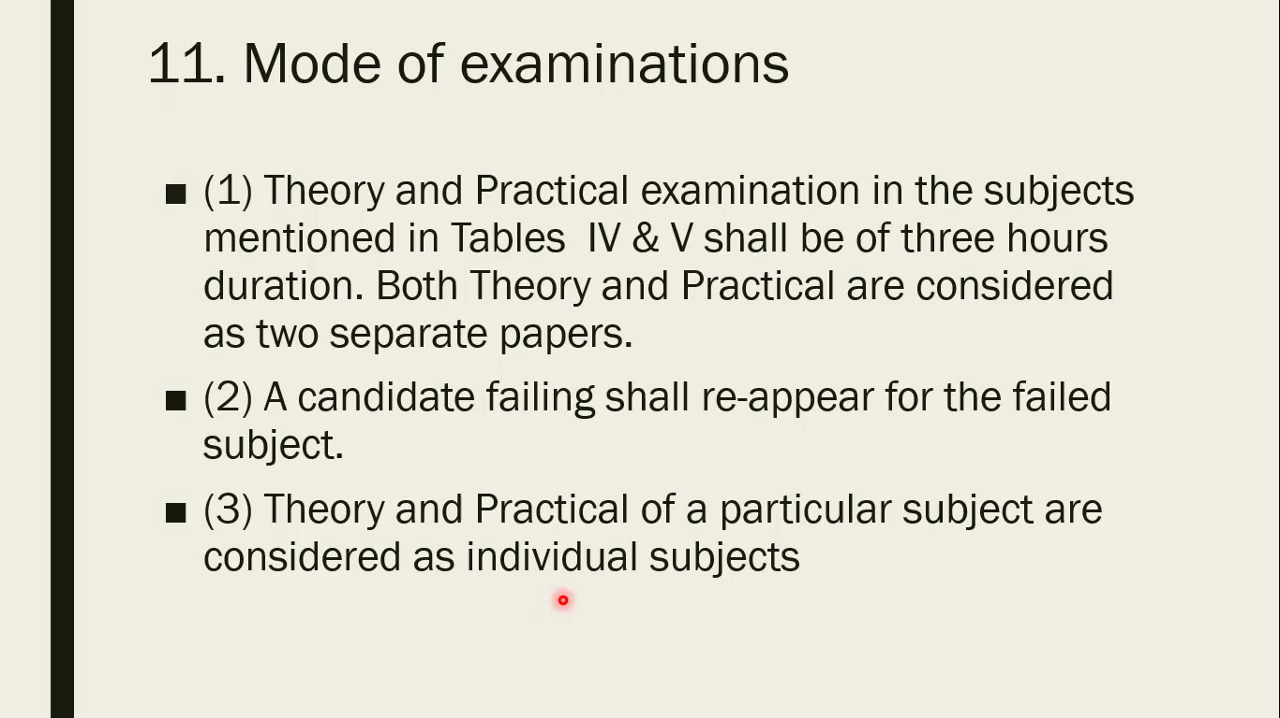 11. Mode of examinations
■ (1) Theory and Practical examination in the subjects
mentioned in Tables IV & V shall be of three hours
duration. Both Theory and Practical are considered
as two separate papers.
■ (2) A candidate failing shall re-appear for the failed
subject.
■ (3) Theory and Practical of a particular subject are
considered as individual subjects